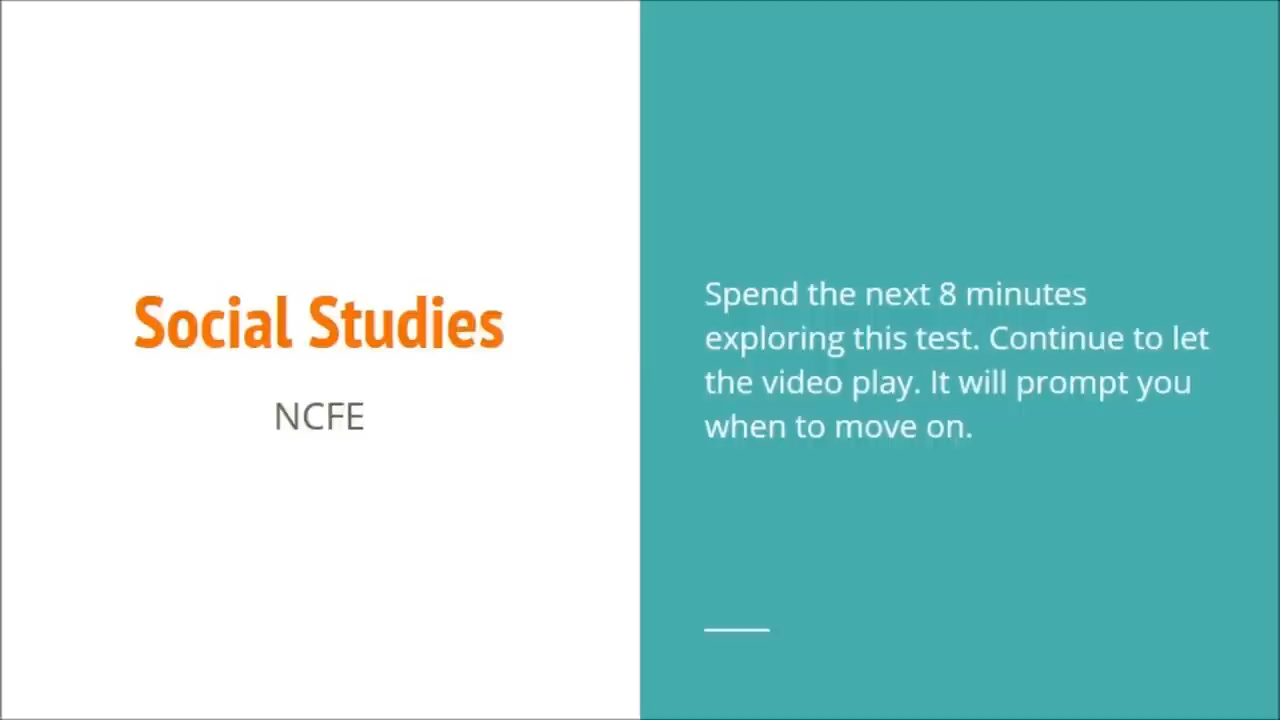 Social Studies
NCFE
Spend the next 8 minutes
exploring this test. Continue to let
the video play. It will prompt you
when to move on.